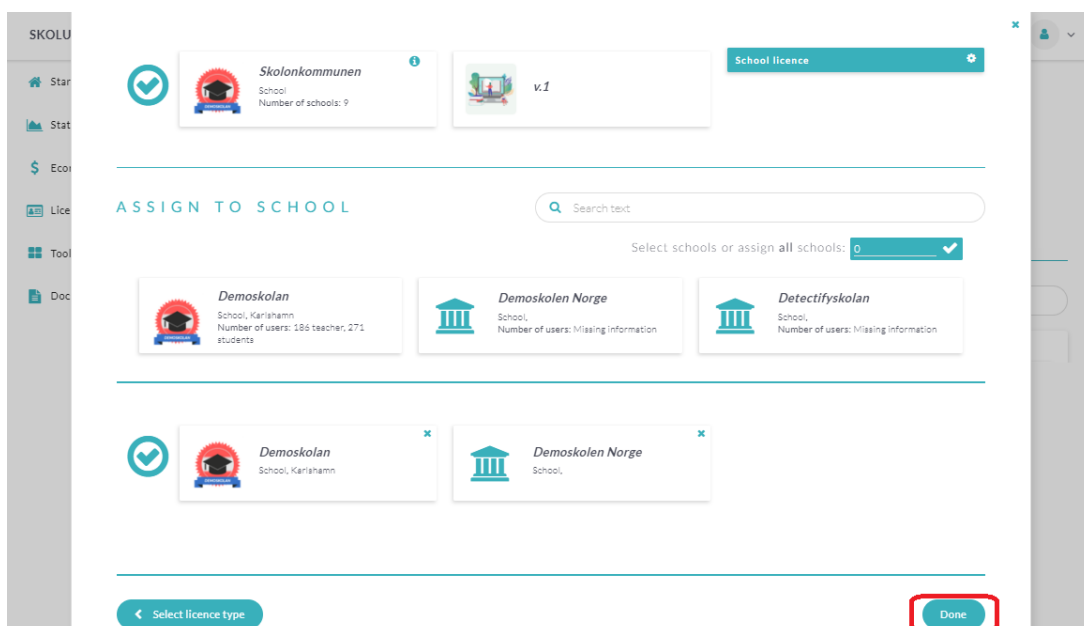 SKOLU
Star
Stat
Ecor
Lice
Tool
Doc
Skolonkommunen
School
Number of schools: 9
v.1
School licence
ASSIGN TO SCHOOL
Search text
Select schools or assign all schools: 0
Demoskolan
School, Karlshamn
Number of users: 186 teacher, 271
students
DEMOSKOLAN
Demoskolen Norge
School,
Number of users: Missing information
Detectifyskolan
School,
Number of users: Missing information
Demoskolan
School, Karlshamn
DEMOSKOLAN
Demoskolen Norge
School,
Select licence type
Done